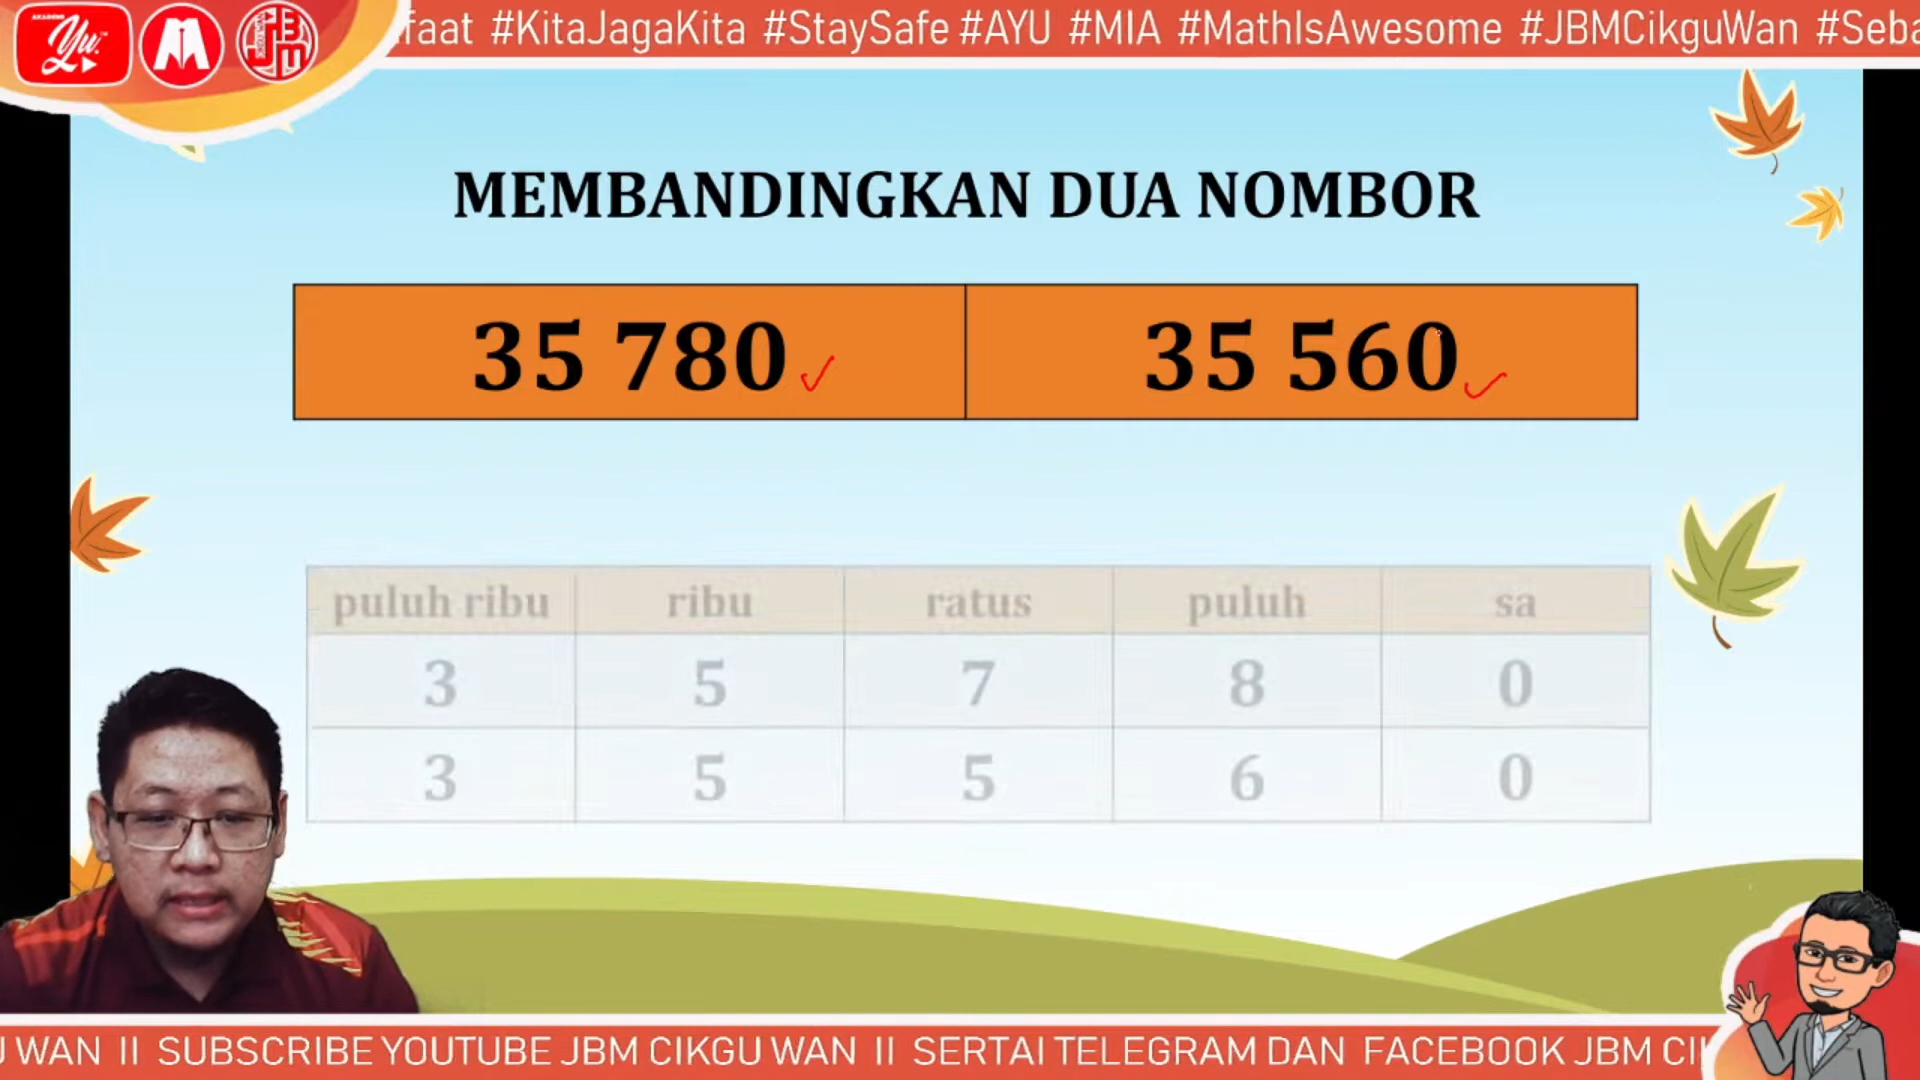 faat #KitaJagaKita #StaySafe #AYU #MIA #MathIsAwesome #JBMCikguWan #Seba
MEMBANDINGKAN DUA NOMBOR
35 780 35 560
puluh ribu ribu ratus puluh sa
3 5 7 8 0
3 5 5 6 0
U WAN II SUBSCRIBE YOUTUBE JBM CIKGU WAN II SERTAI TELEGRAM DAN FACEBOOK JBM CI